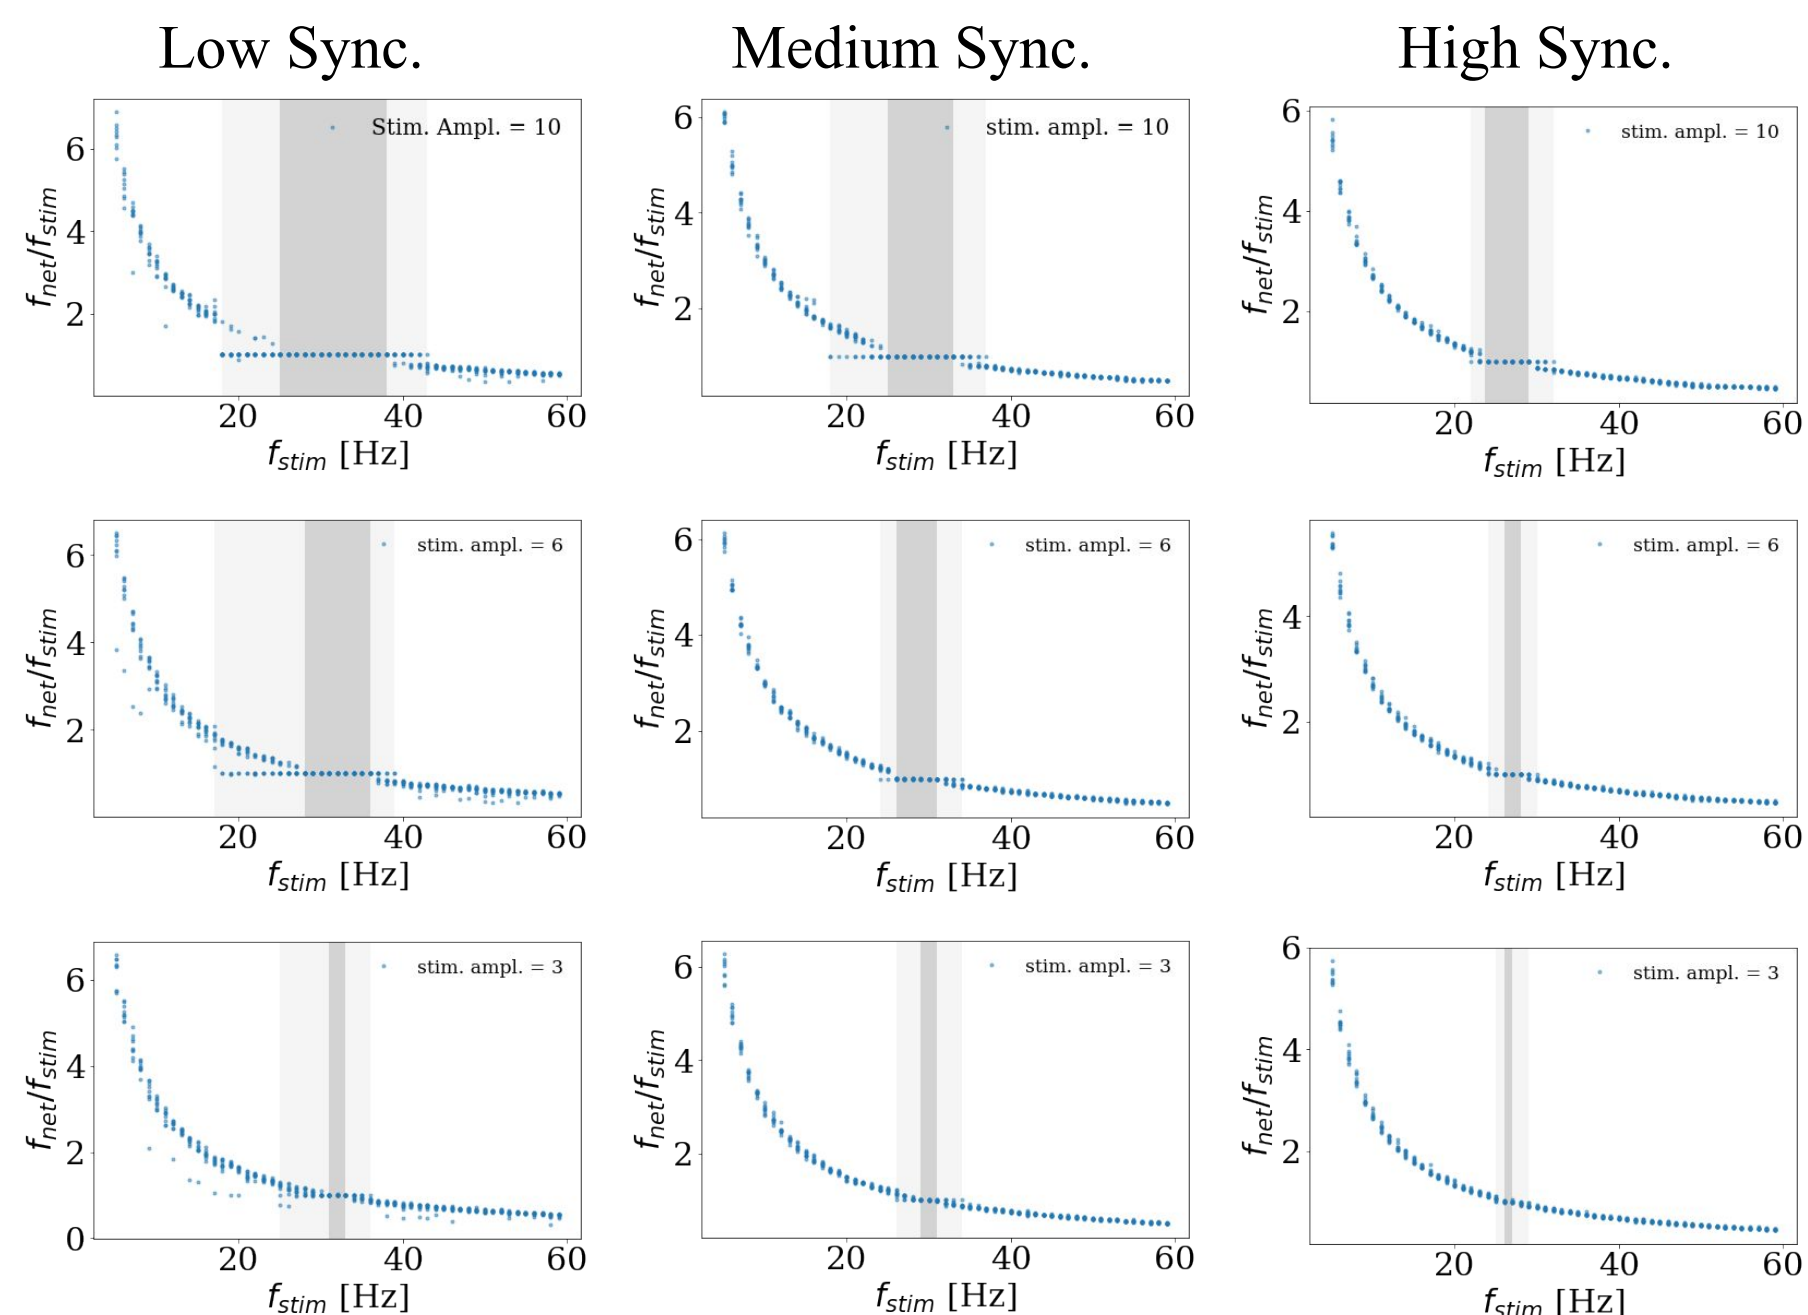 Low Sync.
Medium Sync.
High Sync.
Stim. Ampl. = 10
6
4
2
f_net/f_stim
20 40 60
f_stim [Hz]
stim. ampl. = 10
6
4
2
f_net/f_stim
20 40 60
f_stim [Hz]
stim. ampl. = 10
6
4
2
f_net/f_stim
20 40 60
f_stim [Hz]
stim. ampl. = 6
6
4
2
f_net/f_stim
20 40 60
f_stim [Hz]
stim. ampl. = 6
6
4
2
f_net/f_stim
20 40 60
f_stim [Hz]
stim. ampl. = 6
4
2
f_net/f_stim
20 40 60
f_stim [Hz]
stim. ampl. = 3
6
4
2
0
f_net/f_stim
20 40 60
f_stim [Hz]
stim. ampl. = 3
6
4
2
f_net/f_stim
20 40 60
f_stim [Hz]
stim. ampl. = 3
6
4
2
f_net/f_stim
20 40 60
f_stim [Hz]